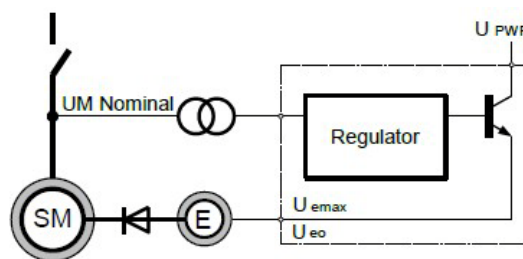 U PWR
UM Nominal
Regulator
SM
E
U emax
U eo